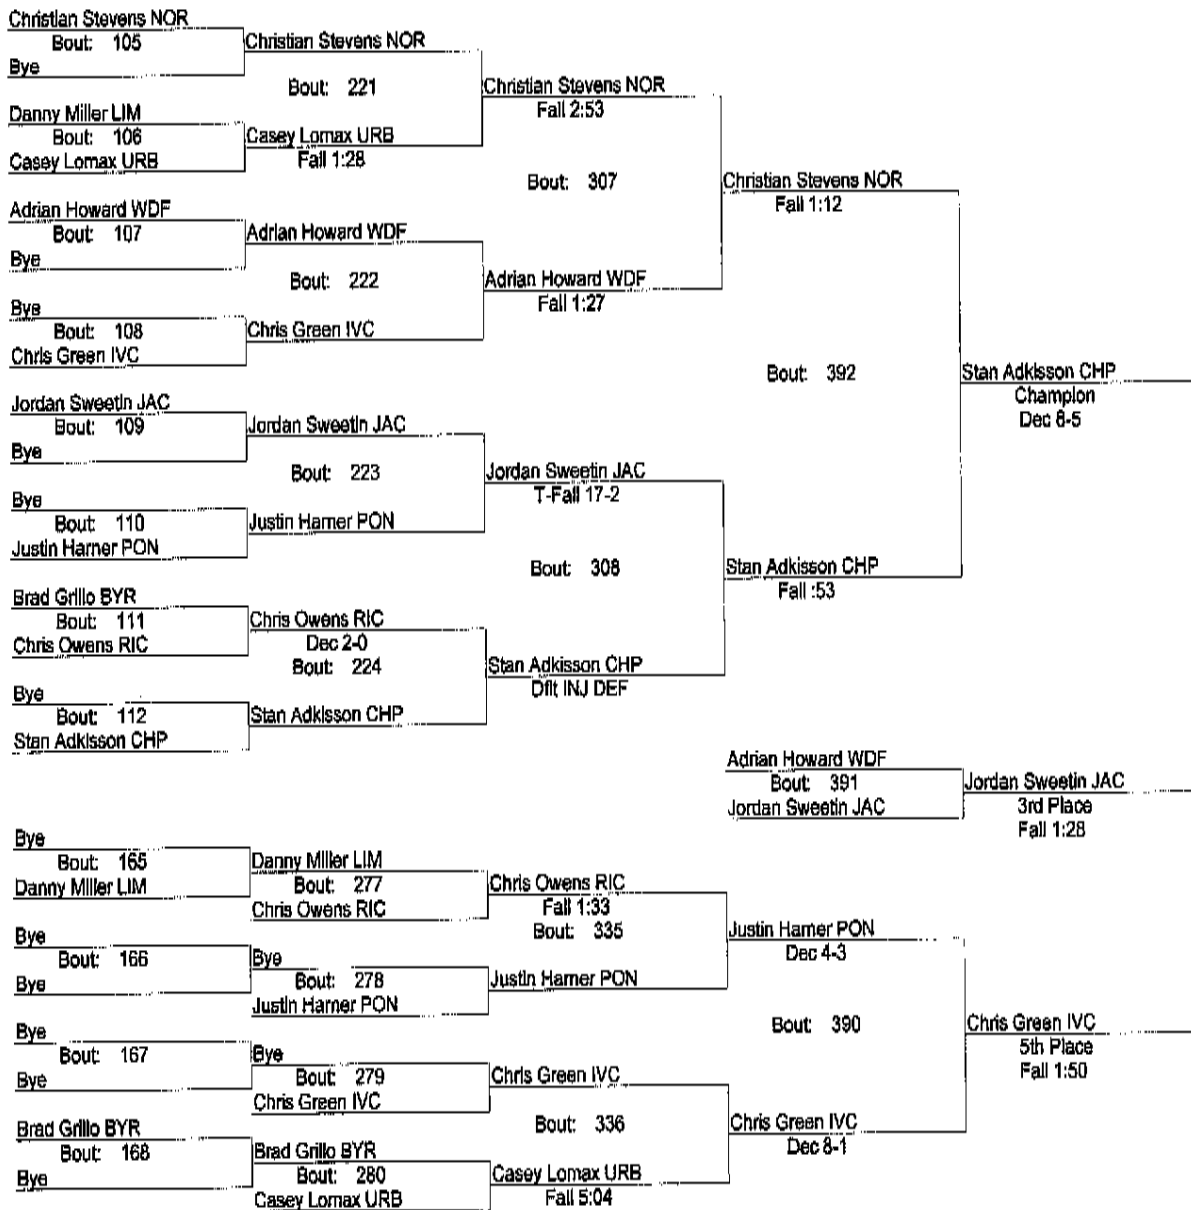 Christian Stevens NOR
Bout: 105
Bye
Christian Stevens NOR
Bout: 221
Danny Miller LIM
Bout: 106
Casey Lomax URB
Casey Lomax URB
Fall 1:28
Christian Stevens NOR
Fall 2:53
Bout: 307
Adrian Howard WDF
Bout: 107
Bye
Adrian Howard WDF
Bout: 222
Bye
Bout: 108
Chris Green IVC
Chris Green IVC
Adrian Howard WDF
Fall 1:27
Christian Stevens NOR
Fall 1:12
Bout: 392
Jordan Sweetin JAC
Bout: 109
Bye
Jordan Sweetin JAC
Bout: 223
Bye
Bout: 110
Justin Harner PON
Justin Harner PON
Jordan Sweetin JAC
T-Fall 17-2
Bout: 308
Brad Grillo BYR
Bout: 111
Chris Owens RIC
Chris Owens RIC
Dec 2-0
Bout: 224
Bye
Bout: 112
Stan Adkisson CHP
Stan Adkisson CHP
Stan Adkisson CHP
Dflt INJ DEF
Stan Adkisson CHP
Fall :53
Stan Adkisson CHP
Champion
Dec 8-5
Adrian Howard WDF
Bout: 391
Jordan Sweetin JAC
Jordan Sweetin JAC
3rd Place
Fall 1:28
Bye
Bout: 165
Danny Miller LIM
Danny Miller LIM
Bout: 277
Chris Owens RIC
Chris Owens RIC
Fall 1:33
Bout: 335
Bye
Bout: 166
Bye
Bye
Bout: 278
Justin Harner PON
Justin Harner PON
Justin Harner PON
Dec 4-3
Bout: 390
Bye
Bout: 167
Bye
Bye
Bout: 279
Chris Green IVC
Chris Green IVC
Bout: 336
Brad Grillo BYR
Bout: 168
Bye
Brad Grillo BYR
Bout: 280
Casey Lomax URB
Casey Lomax URB
Fall 5:04
Chris Green IVC
Dec 8-1
Chris Green IVC
5th Place
Fall 1:50